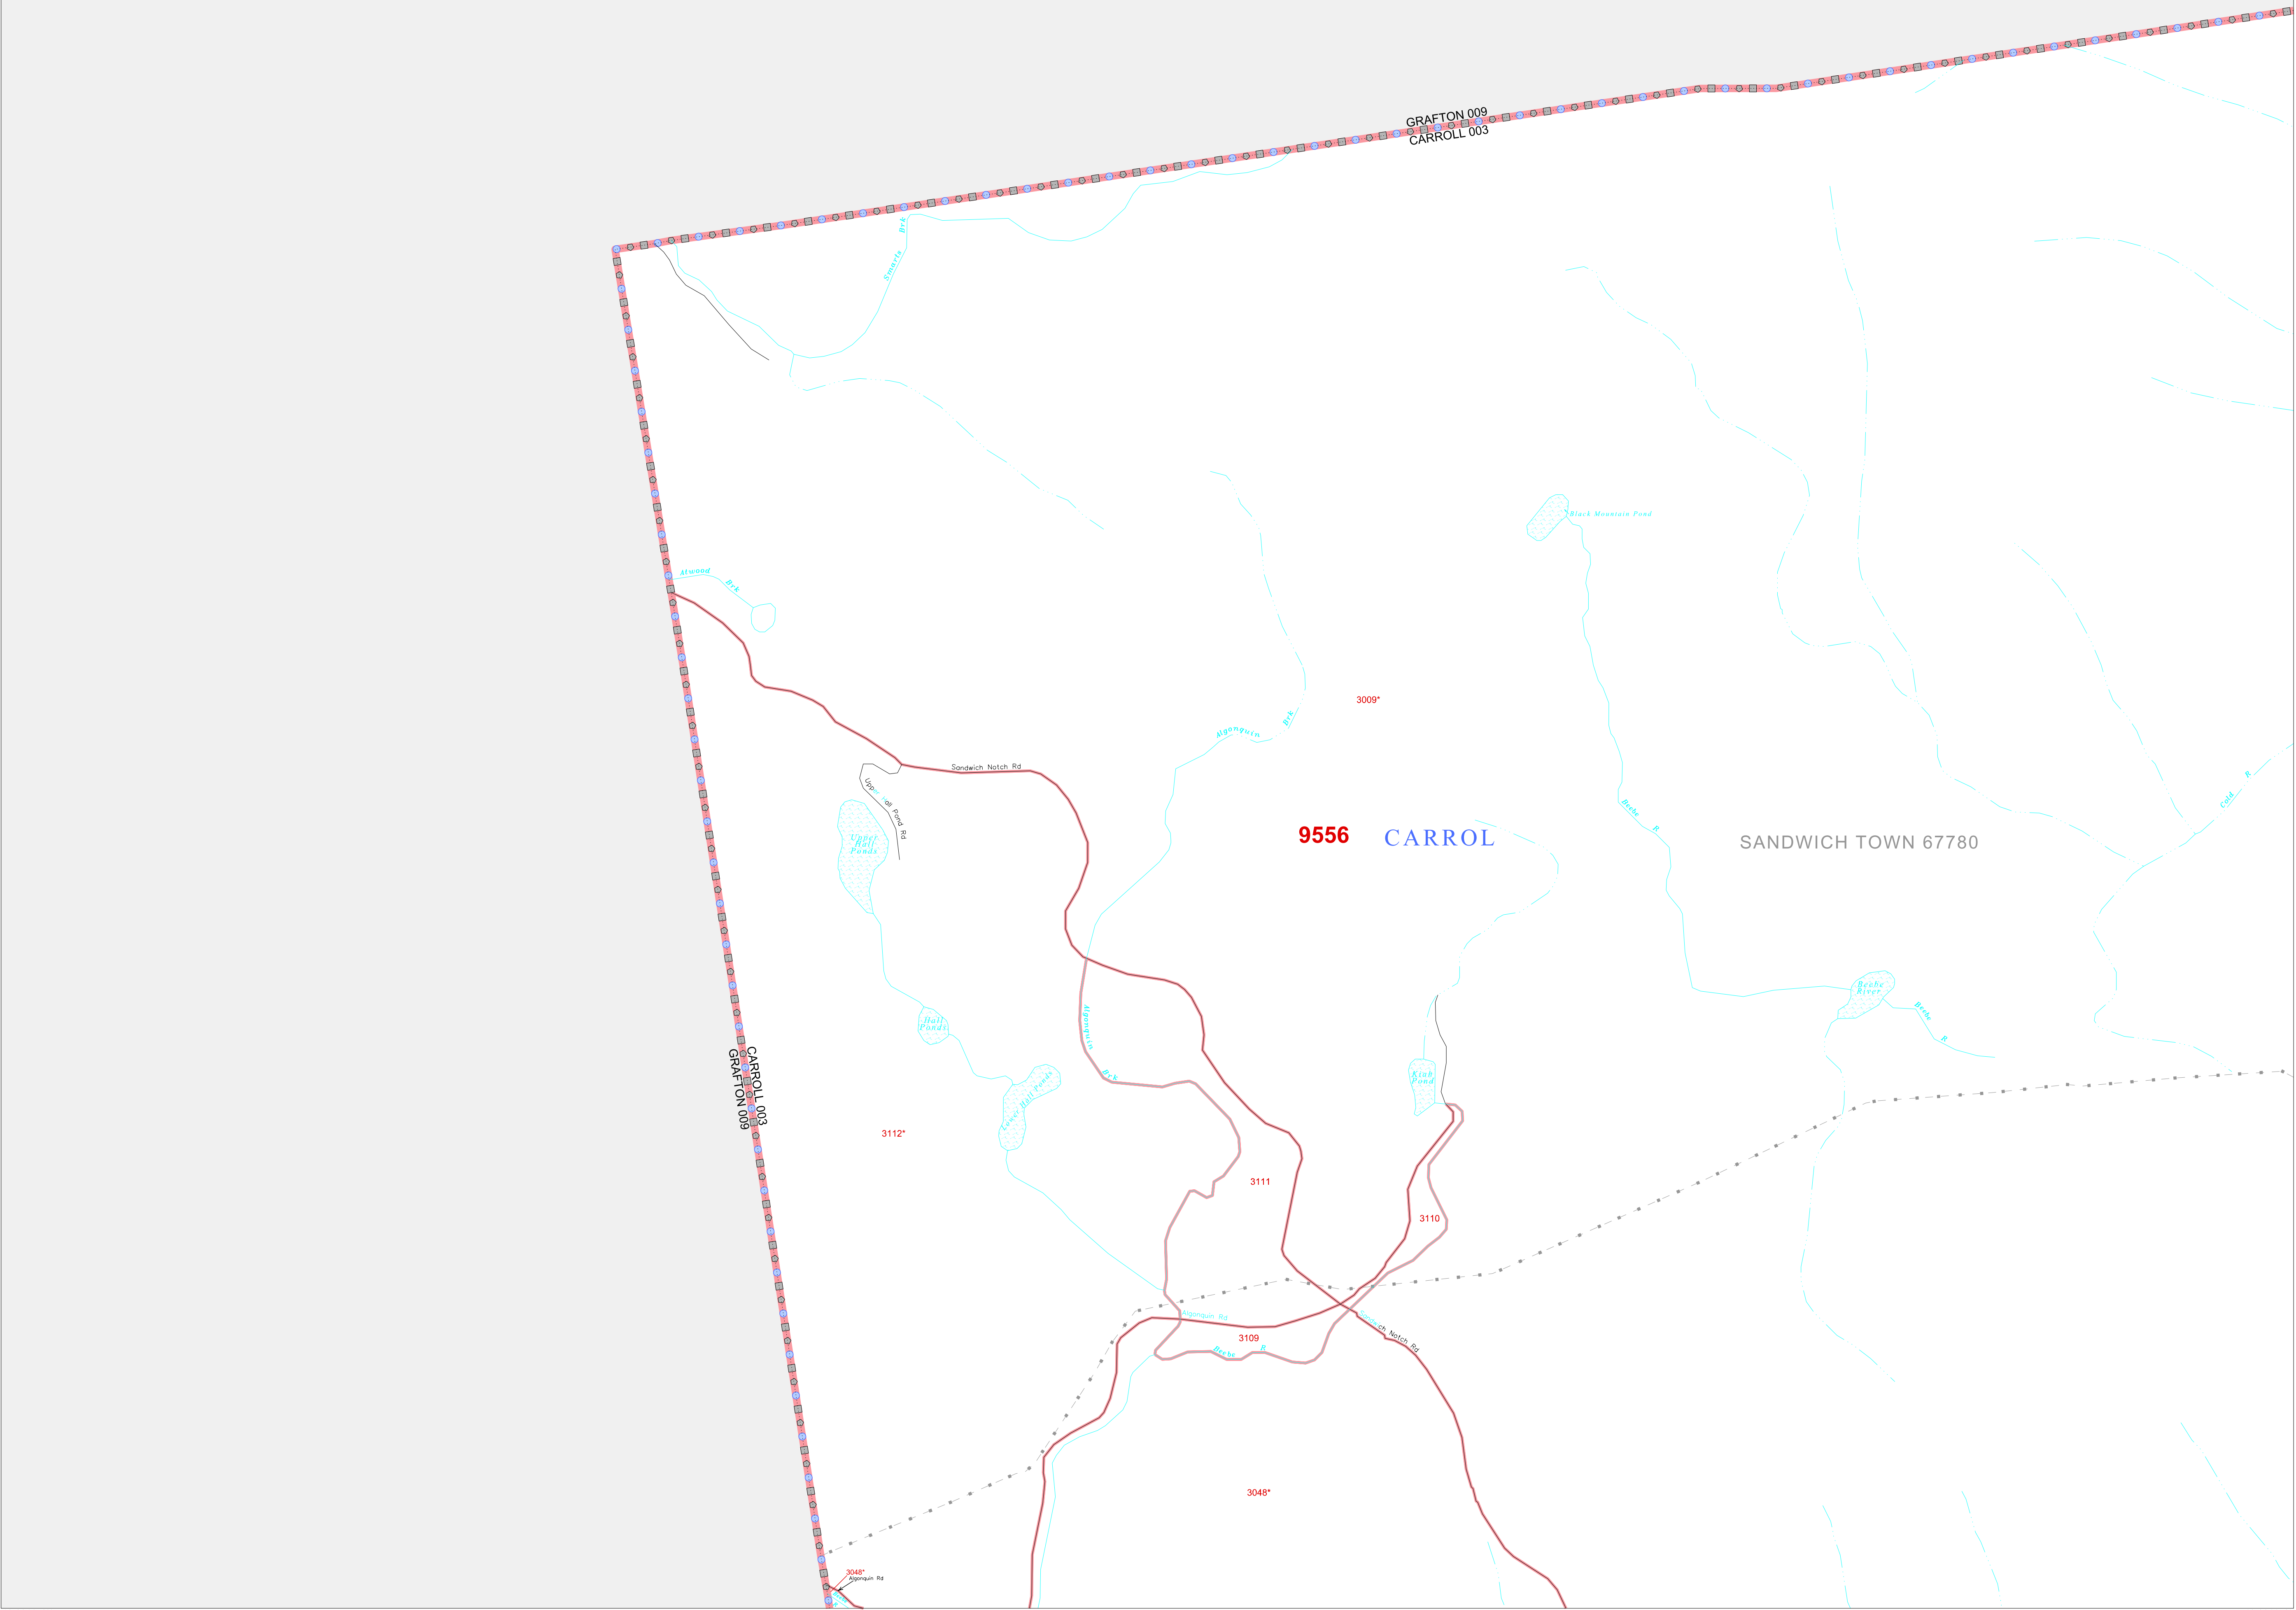 GRAFTON 009
CARROLL 003
Smarts Brk
Atwood Brk
Black Mountain Pond
3009*
Algonquin Brk
Sandwich Notch Rd
Upper Hall Pond Rd
Upper
Hall
Ponds
Beebe R
Cold R
9556
CARROL
SANDWICH TOWN 67780
Beebe
River
Beebe R
Hall
Ponds
Algonquin Brk
Kiah
Pond
Lower Hall Ponds
CARROLL 003
GRAFTON 009
3112*
3111
3110
Algonquin Rd
Sandwich Notch Rd
3109
Beebe R
3048*
3048*
Algonquin Rd